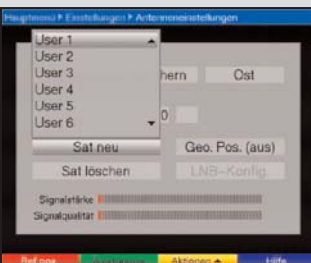 Hauptmenü Einstellungen Antenneneinstellungen
User 1
User 2
User 3
User 4
User 5
User 6
hern
Ost
0
Sat neu
Geo. Pos. (aus)
Sat löschen
LNB-Konfig.
Signalstärke
Signalqualität
Ref.pos.
Aktionen
Hilfe